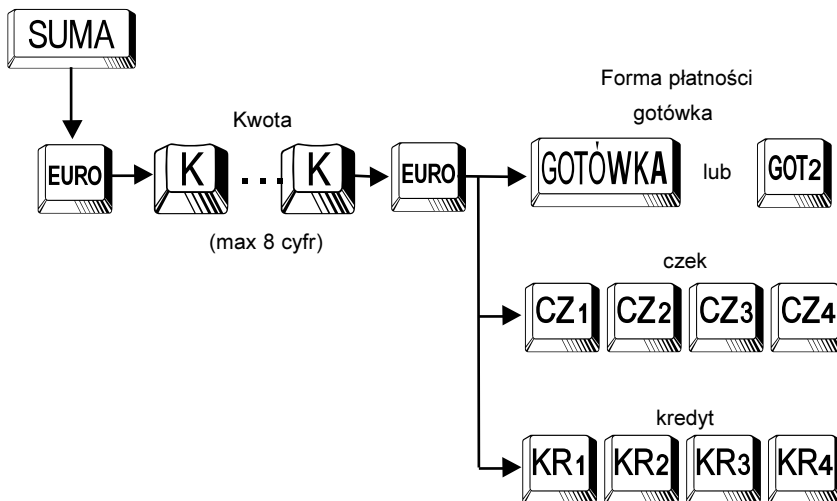 SUMA
Forma płatności
gotówka
Kwota
EURO K ... K EURO GOTÓWKA lub GOT2
(max 8 cyfr)
czek
CZ1 CZ2 CZ3 CZ4
kredyt
KR1 KR2 KR3 KR4